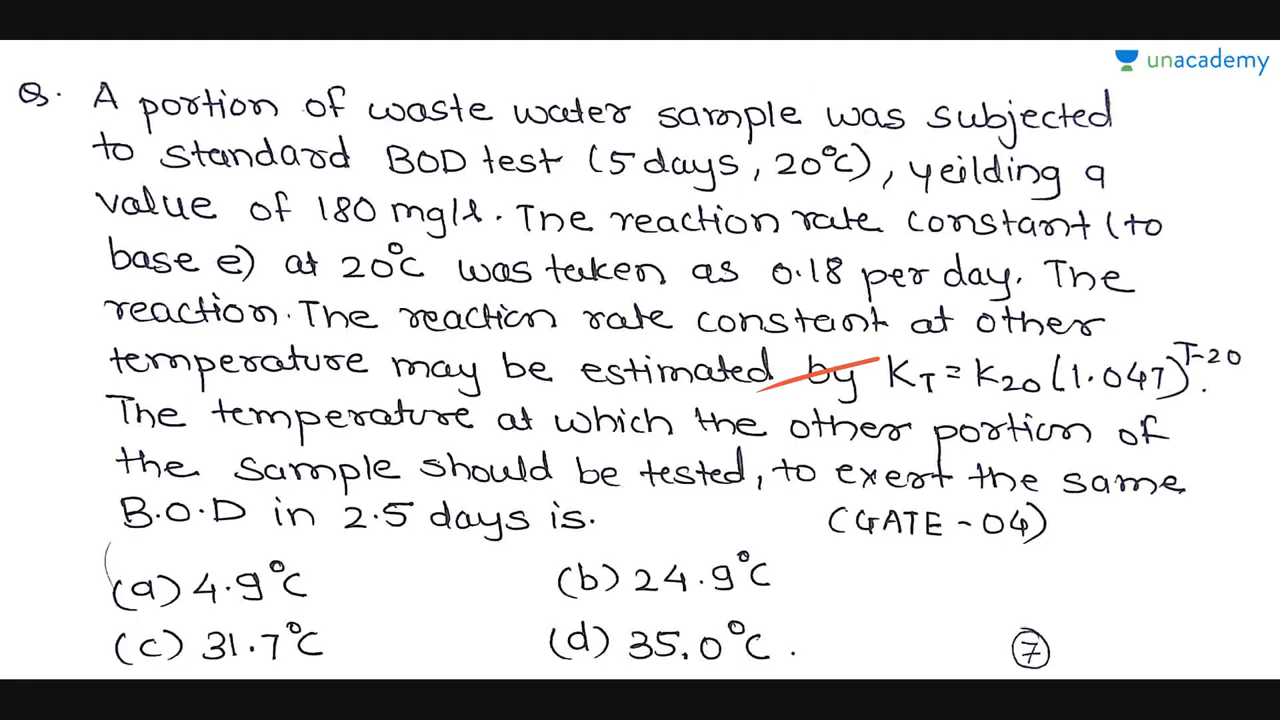 unacademy
Q. A portion of waste water sample was subjected
to standard BOD test (5 days, 20°C), yeilding a
value of 180 mg/l. The reaction rate constant (to
base e) at 20°C was taken as 0.18 per day. The
reaction. The reaction rate constant at other
temperature may be estimated by K_T = K_20 (1.047)^T-20.
The temperature at which the other portion of
the sample should be tested, to exert the same
B.O.D in 2.5 days is. (GATE - 04)
(a) 4.9°C (b) 24.9°C
(c) 31.7°C (d) 35.0°C.
7